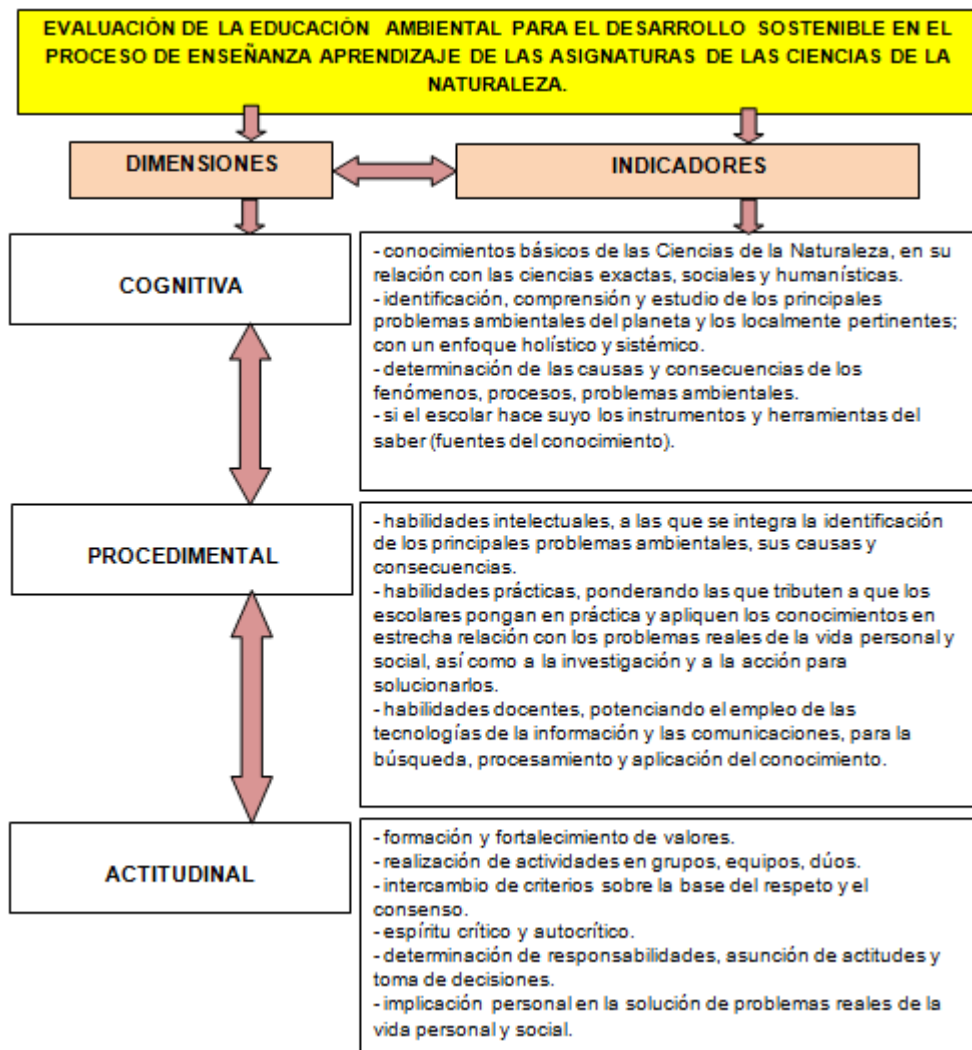 EVALUACIÓN DE LA EDUCACIÓN AMBIENTAL PARA EL DESARROLLO SOSTENIBLE EN EL
PROCESO DE ENSEÑANZA APRENDIZAJE DE LAS ASIGNATURAS DE LAS CIENCIAS DE LA
NATURALEZA.
DIMENSIONES
INDICADORES
COGNITIVA
- conocimientos básicos de las Ciencias de la Naturaleza, en su
relación con las ciencias exactas, sociales y humanísticas.
- identificación, comprensión y estudio de los principales
problemas ambientales del planeta y los localmente pertinentes;
con un enfoque holístico y sistémico.
- determinación de las causas y consecuencias de los
fenómenos, procesos, problemas ambientales.
- si el escolar hace suyo los instrumentos y herramientas del
saber (fuentes del conocimiento).
PROCEDIMENTAL
- habilidades intelectuales, a las que se integra la identificación
de los principales problemas ambientales, sus causas y
consecuencias.
- habilidades prácticas, ponderando las que tributen a que los
escolares pongan en práctica y apliquen los conocimientos en
estrecha relación con los problemas reales de la vida personal y
social, así como a la investigación y a la acción para
solucionarlos.
- habilidades docentes, potenciando el empleo de las
tecnologías de la información y las comunicaciones, para la
búsqueda, procesamiento y aplicación del conocimiento.
ACTITUDINAL
- formación y fortalecimiento de valores.
- realización de actividades en grupos, equipos, dúos.
- intercambio de criterios sobre la base del respeto y el
consenso.
- espíritu crítico y autocrítico.
- determinación de responsabilidades, asunción de actitudes y
toma de decisiones.
- implicación personal en la solución de problemas reales de la
vida personal y social.